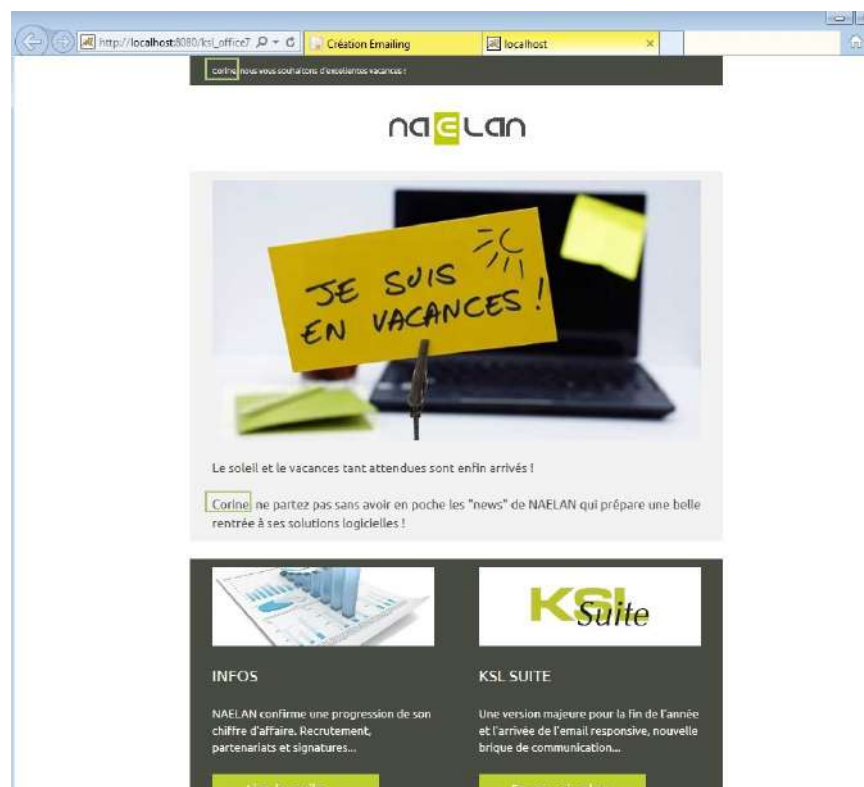 http://localhost:8080/ksl_office7
Création Emailing
localhost
Corine nous vous souhaitons d'excellentes vacances !
naelan
JE SUIS
EN VACANCES !
Le soleil et le vacances tant attendues sont enfin arrivés !
Corine ne partez pas sans avoir en poche les "news" de NAELAN qui prépare une belle
rentrée à ses solutions logicielles !
KSL
Suite
INFOS
NAELAN confirme une progression de son
chiffre d'affaire. Recrutement,
partenariats et signatures...
KSL SUITE
Une version majeure pour la fin de l'année
et l'arrivée de l'email responsive, nouvelle
brique de communication...